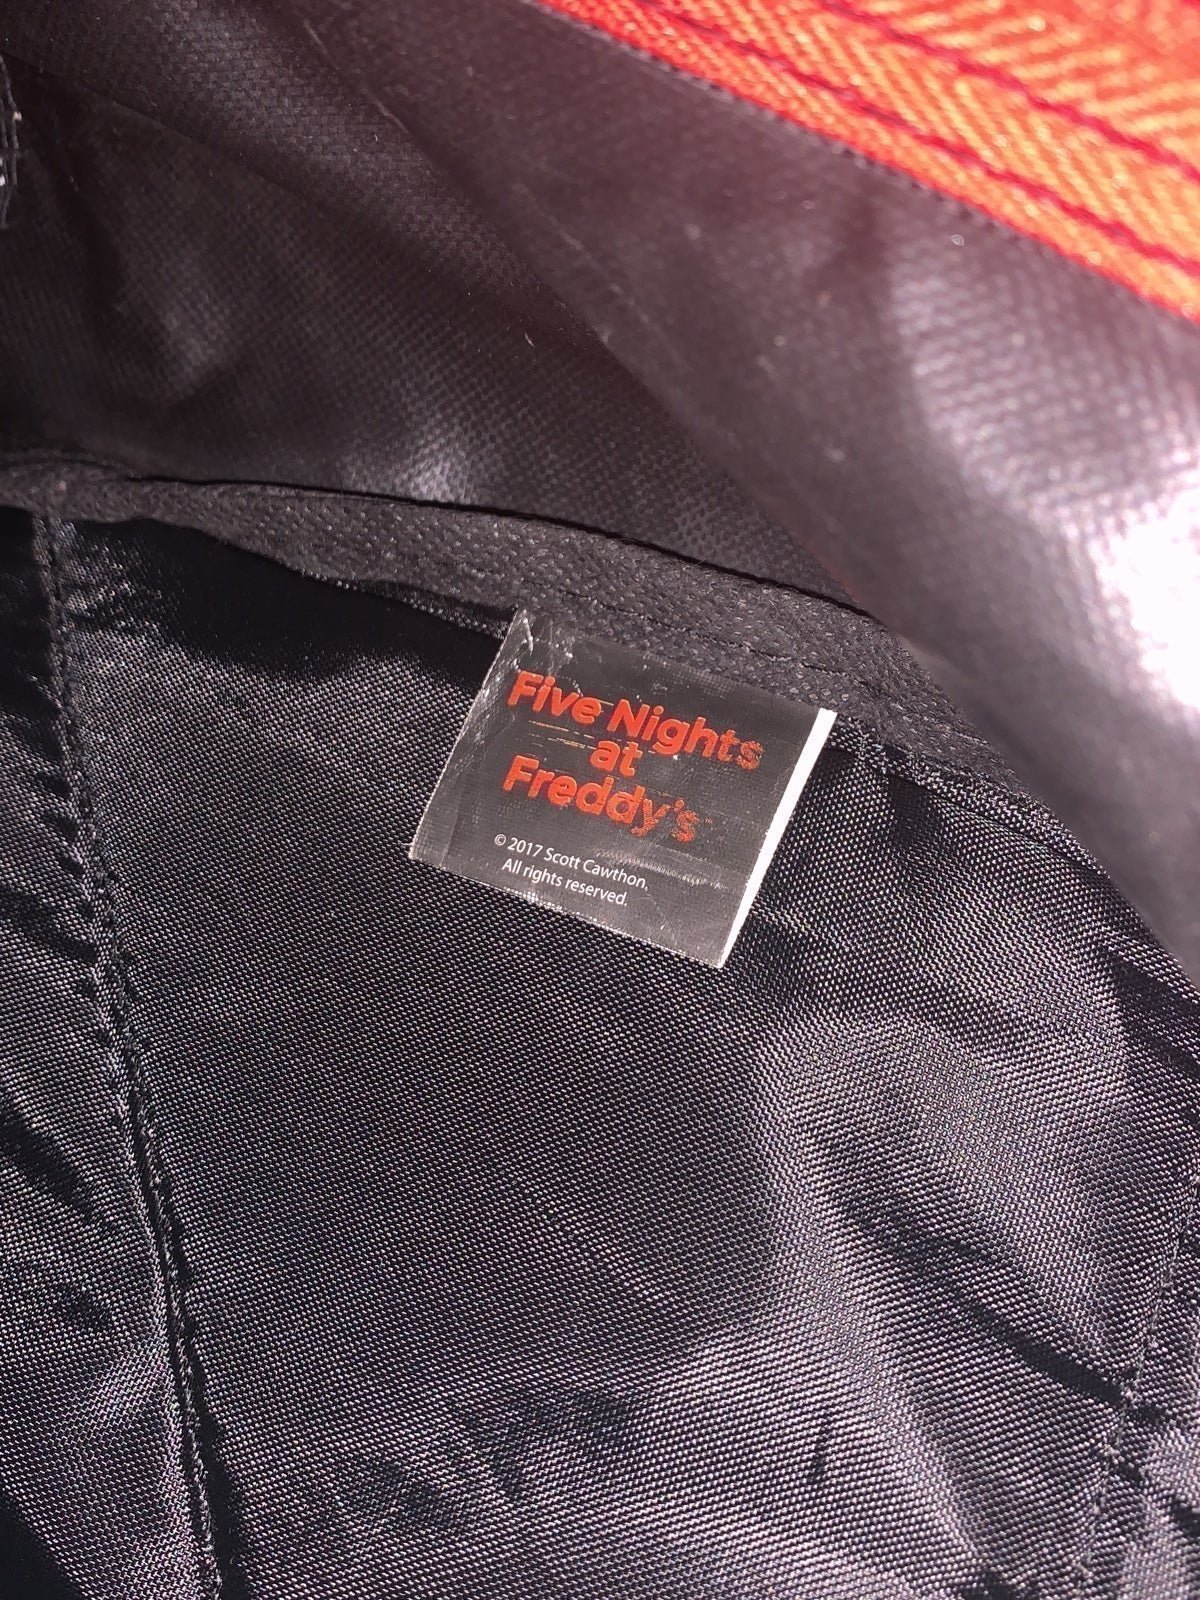 Five Nights
at
Freddy's
© 2017 Scott Cawthon,
All rights reserved.